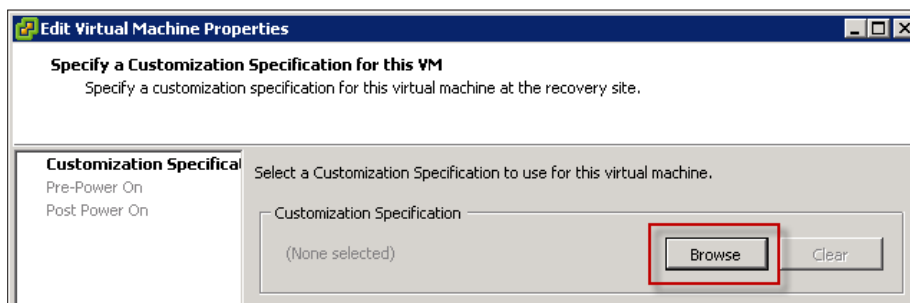 Edit Virtual Machine Properties
Specify a Customization Specification for this VM
Specify a customization specification for this virtual machine at the recovery site.
Customization Specificat
Pre-Power On
Post Power On
Select a Customization Specification to use for this virtual machine.
Customization Specification
(None selected)
Browse
Clear